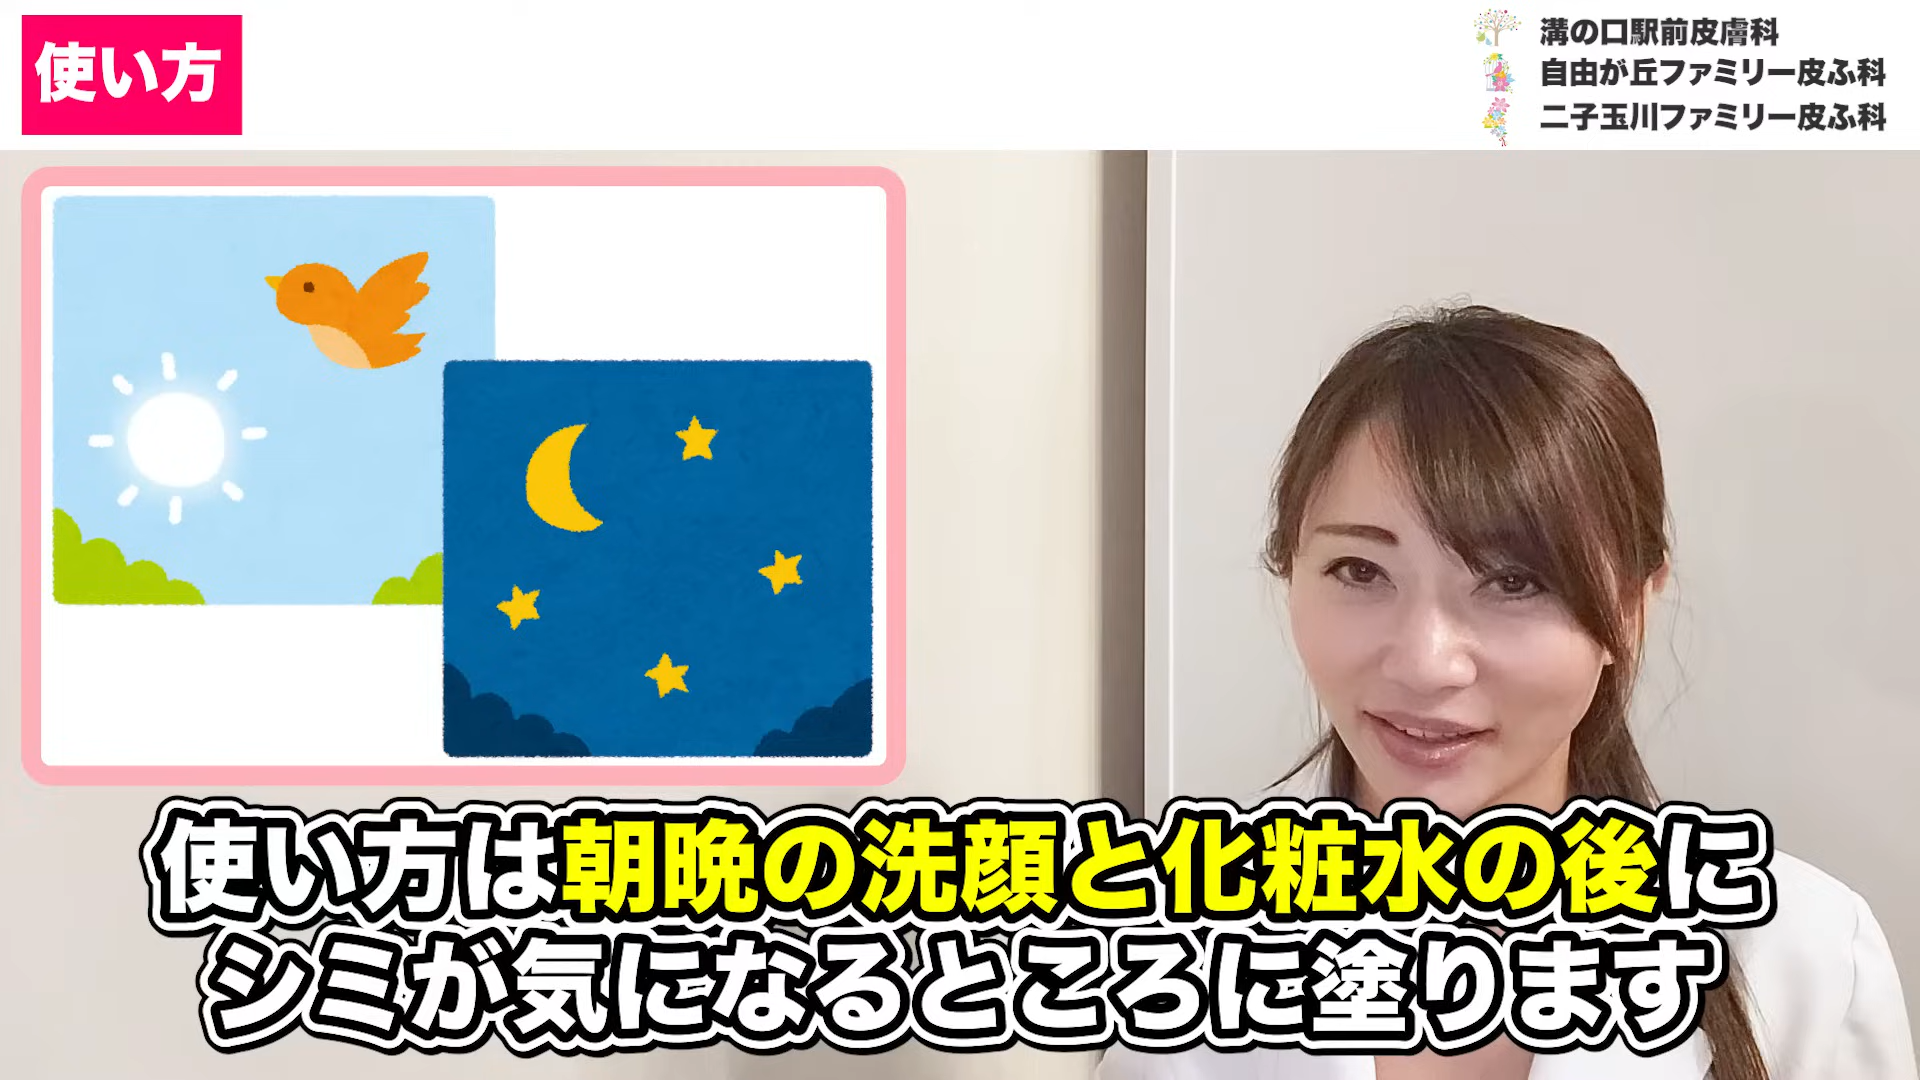 使い方
溝の口駅前皮膚科
自由が丘ファミリー皮ふ科
二子玉川ファミリー皮ふ科
使い方は朝晩の洗顔と化粧水の後に
シミが気になるところに塗ります